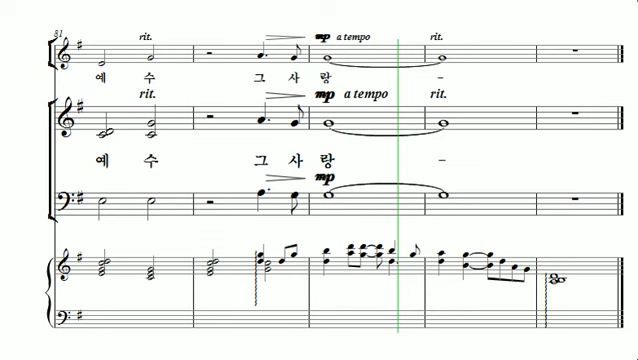 81
rit.
mp a tempo
rit.
예 수 그 사 랑 -
rit.
mp a tempo
rit.
예 수 그 사 랑 -
mp